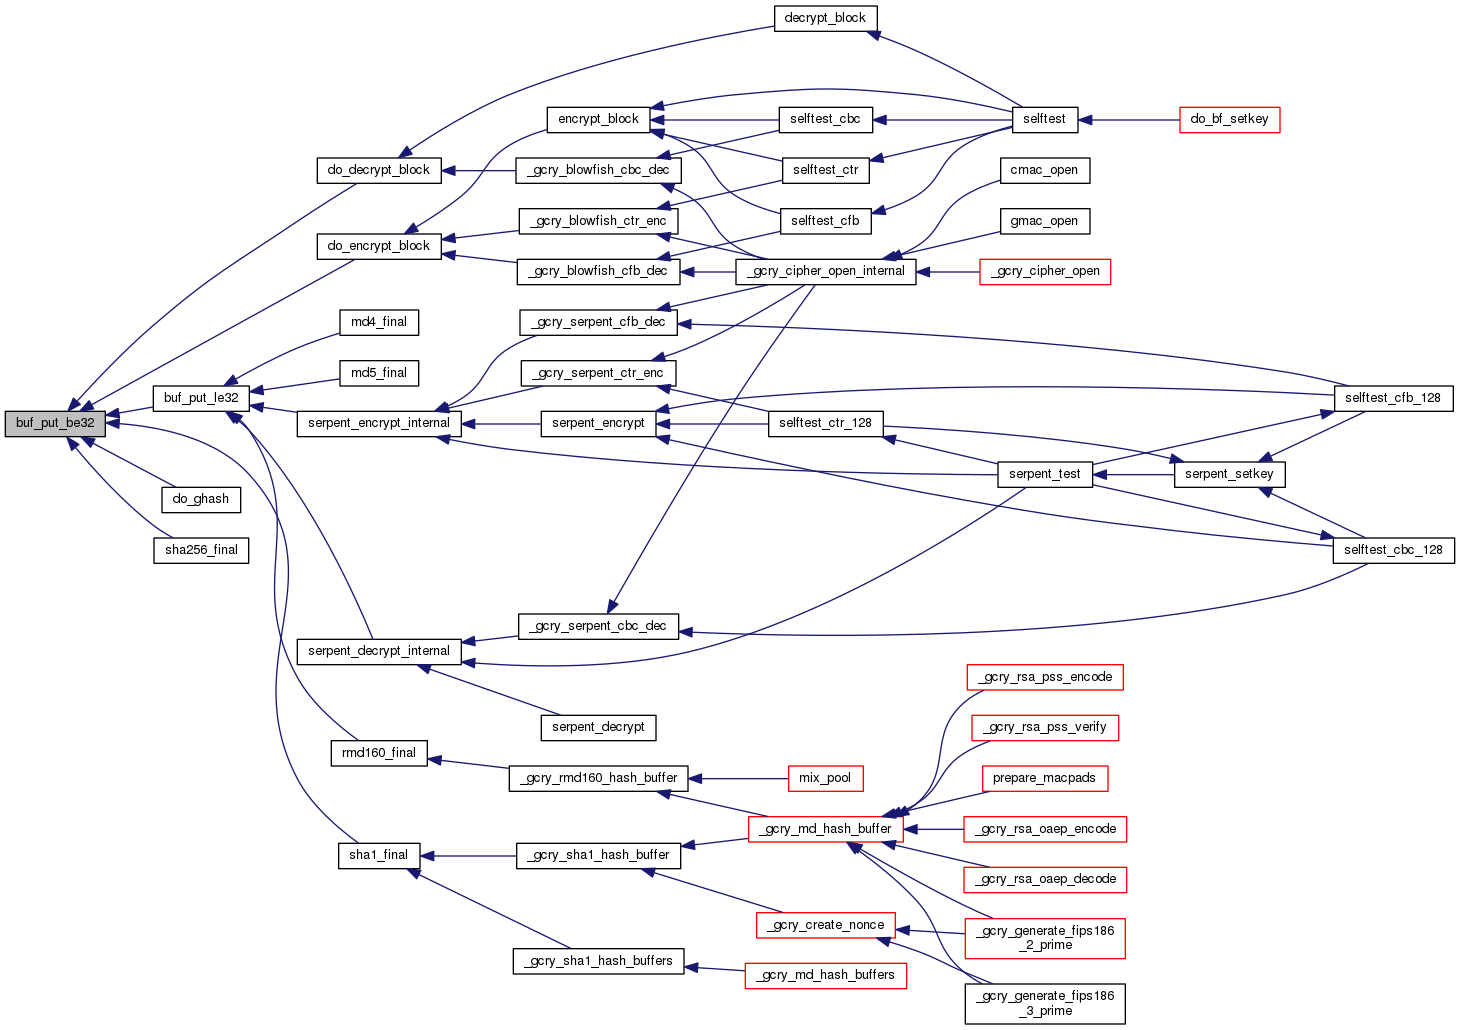 decrypt_block
encrypt_block
selftest_cbc
selftest
do_bf_setkey
do_decrypt_block
_gcry_blowfish_cbc_dec
selftest_ctr
cmac_open
_gcry_blowfish_ctr_enc
selftest_cfb
gmac_open
do_encrypt_block
_gcry_blowfish_cfb_dec
_gcry_cipher_open_internal
_gcry_cipher_open
md4_final
_gcry_serpent_cfb_dec
md5_final
_gcry_serpent_ctr_enc
buf_put_le32
selftest_cfb_128
buf_put_be32
serpent_encrypt_internal
serpent_encrypt
selftest_ctr_128
serpent_test
serpent_setkey
do_ghash
sha256_final
selftest_cbc_128
_gcry_serpent_cbc_dec
serpent_decrypt_internal
_gcry_rsa_pss_encode
serpent_decrypt
_gcry_rsa_pss_verify
rmd160_final
_gcry_rmd160_hash_buffer
mix_pool
prepare_macpads
_gcry_md_hash_buffer
_gcry_rsa_oaep_encode
sha1_final
_gcry_sha1_hash_buffer
_gcry_rsa_oaep_decode
_gcry_create_nonce
_gcry_generate_fips186
_2_prime
_gcry_sha1_hash_buffers
_gcry_md_hash_buffers
_gcry_generate_fips186
_3_prime